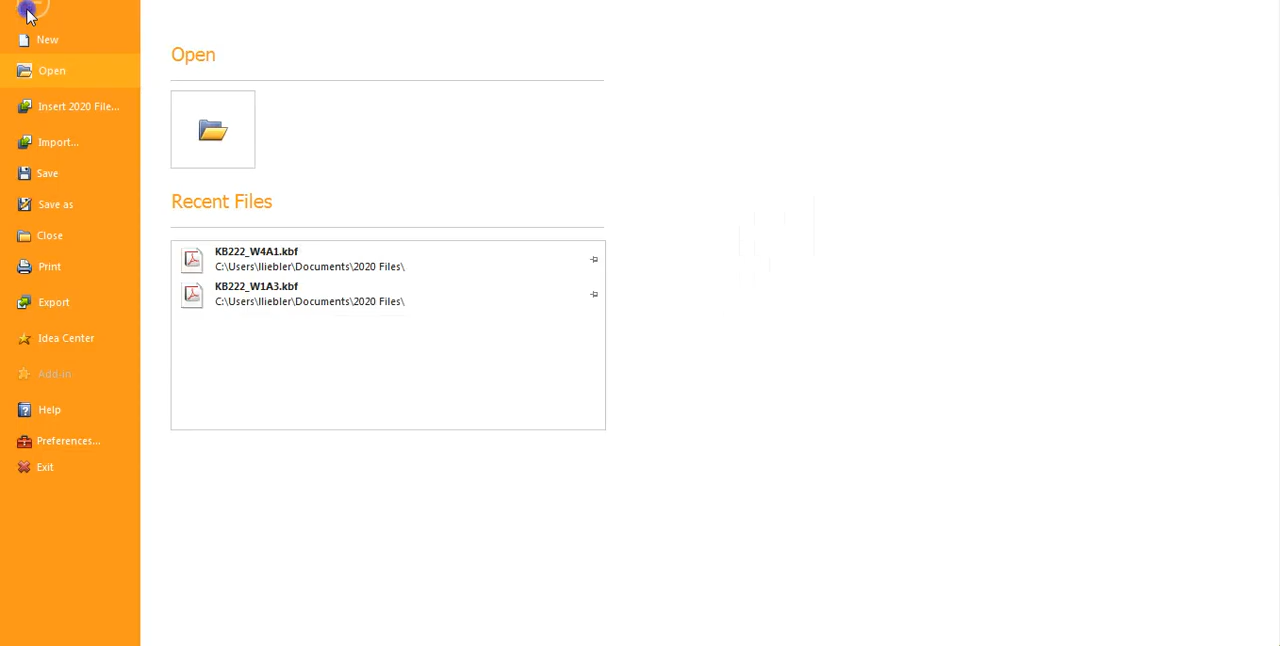 New
Open
Insert 2020 File...
Import...
Save
Save as
Close
Print
Export
Idea Center
Add-in
Help
Preferences...
Exit
Open
Recent Files
KB222_W4A1.kbf
C:\Users\lliebler\Documents\2020 Files\
KB222_W1A3.kbf
C:\Users\lliebler\Documents\2020 Files\